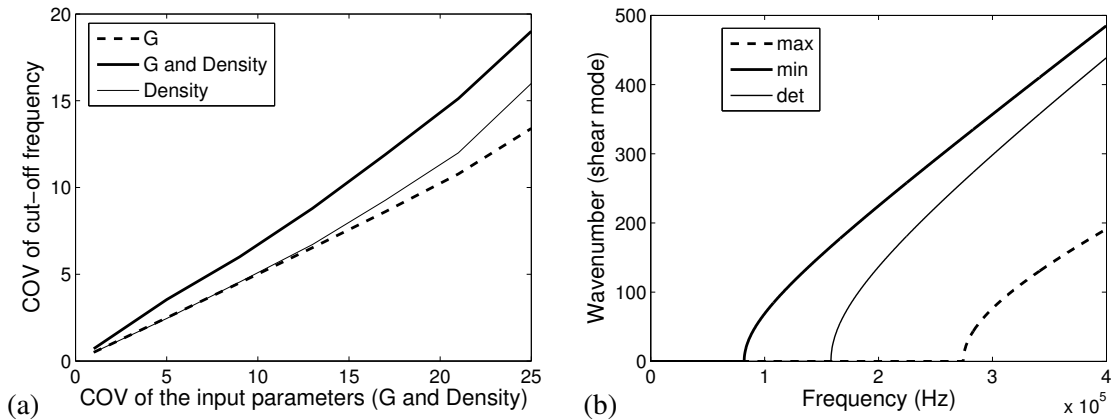 20
15
10
5
0
COV of cut-off frequency
G
G and Density
Density
0 5 10 15 20 25
COV of the input parameters (G and Density)
(a)
500
400
300
200
100
0
Wavenumber (shear mode)
max
min
det
0 1 2 3 4
Frequency (Hz)
x 10^5
(b)